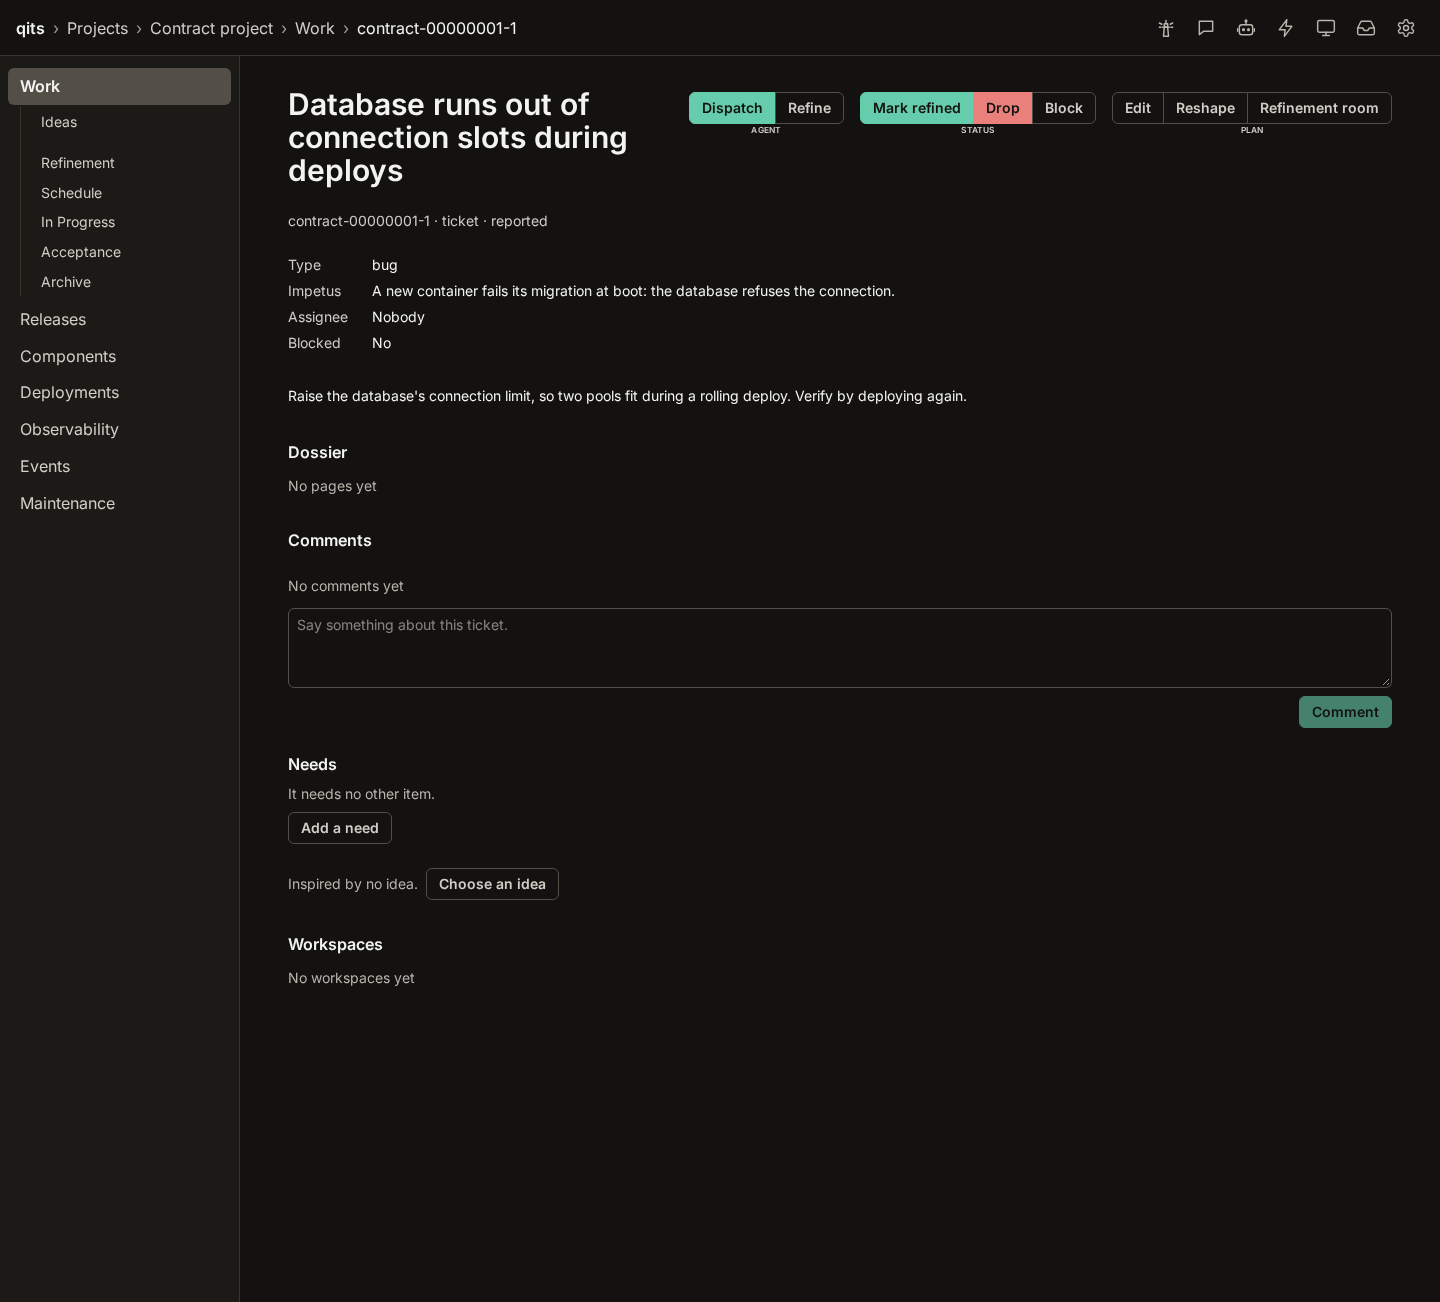 qits › Projects › Contract project › Work › contract-00000001-1
Work
Ideas
Refinement
Schedule
In Progress
Acceptance
Archive
Releases
Components
Deployments
Observability
Events
Maintenance
Database runs out of
connection slots during
deploys
Dispatch Refine
AGENT
Mark refined Drop Block
STATUS
Edit Reshape Refinement room
PLAN
contract-00000001-1 · ticket · reported
Type bug
Impetus A new container fails its migration at boot: the database refuses the connection.
Assignee Nobody
Blocked No
Raise the database's connection limit, so two pools fit during a rolling deploy. Verify by deploying again.
Dossier
No pages yet
Comments
No comments yet
Say something about this ticket.
Comment
Needs
It needs no other item.
Add a need
Inspired by no idea. Choose an idea
Workspaces
No workspaces yet